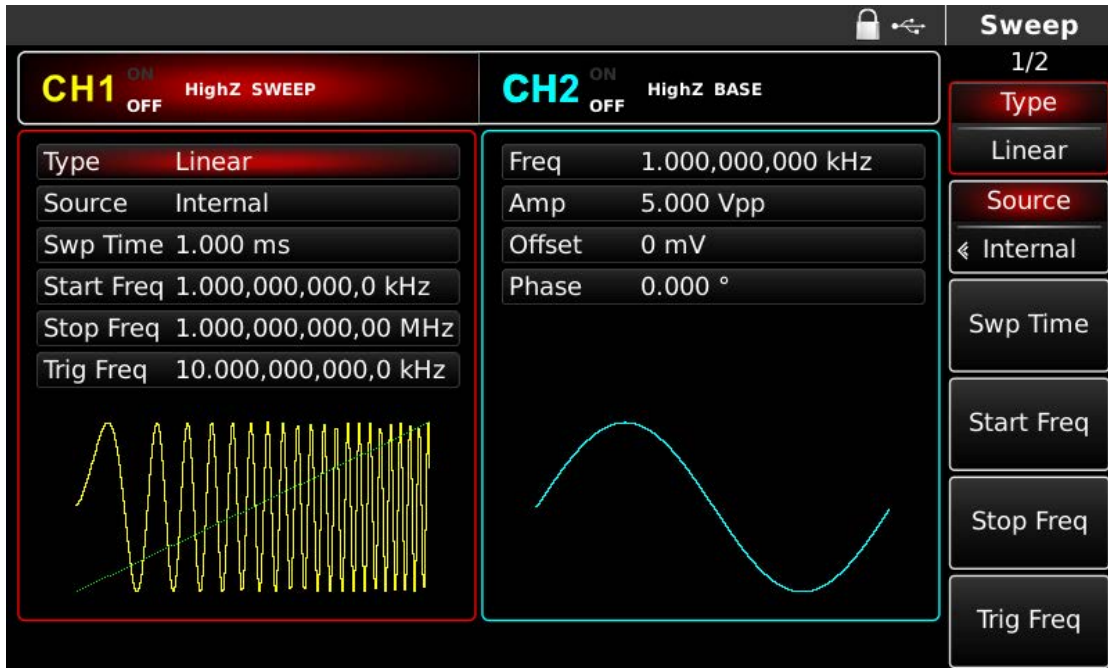 Sweep
1/2
CH1 ON OFF HighZ SWEEP
CH2 ON OFF HighZ BASE
Type Linear
Source Internal
Swp Time 1.000 ms
Start Freq 1.000,000,000,0 kHz
Stop Freq 1.000,000,000,00 MHz
Trig Freq 10.000,000,000,0 kHz
Freq 1.000,000,000 kHz
Amp 5.000 Vpp
Offset 0 mV
Phase 0.000 °
Type
Linear
Source
Internal
Swp Time
Start Freq
Stop Freq
Trig Freq